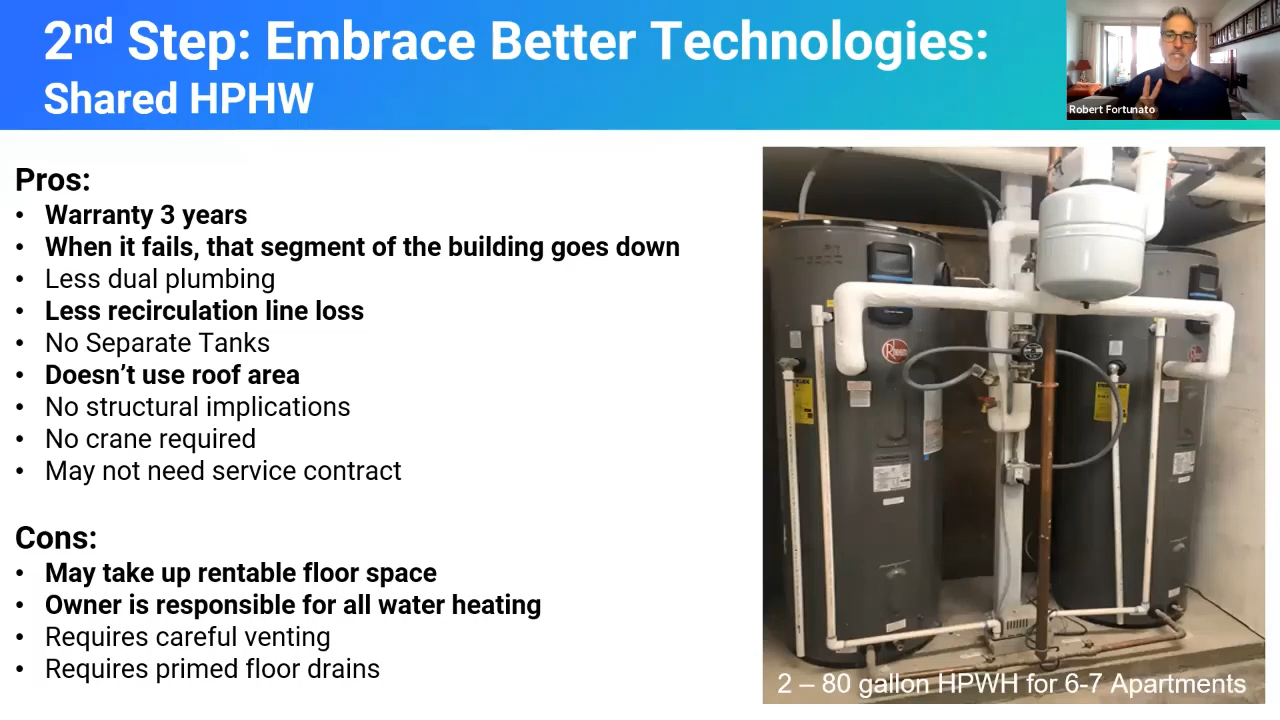 2nd Step: Embrace Better Technologies:
Shared HPHW
Robert Fortunato
Pros:
• Warranty 3 years
• When it fails, that segment of the building goes down
• Less dual plumbing
• Less recirculation line loss
• No Separate Tanks
• Doesn't use roof area
• No structural implications
• No crane required
• May not need service contract
Cons:
• May take up rentable floor space
• Owner is responsible for all water heating
• Requires careful venting
• Requires primed floor drains
2 – 80 gallon HPWH for 6-7 Apartments